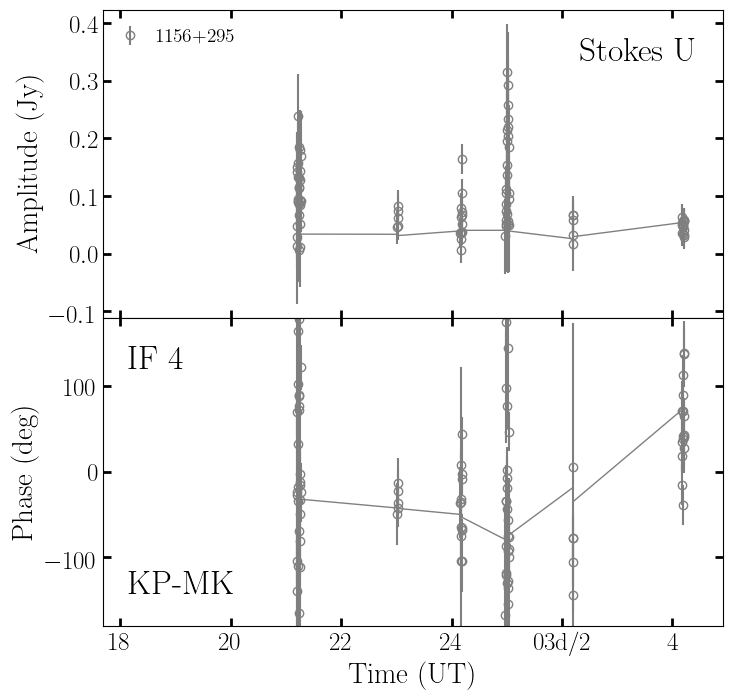 0.4
1156+295
Stokes U
0.3
0.2
0.1
0.0
−0.1
Amplitude (Jy)
IF 4
100
0
−100
Phase (deg)
KP-MK
18 20 22 24 03d/2 4
Time (UT)